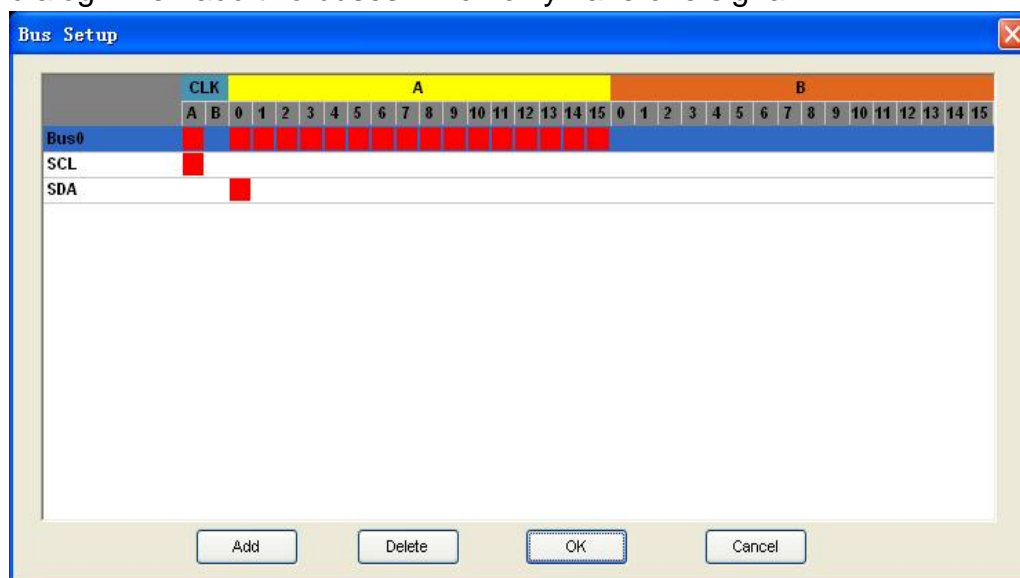 Bus Setup
CLK A B
A B 0 1 2 3 4 5 6 7 8 9 10 11 12 13 14 15 0 1 2 3 4 5 6 7 8 9 10 11 12 13 14 15
Bus0
SCL
SDA
Add Delete OK Cancel